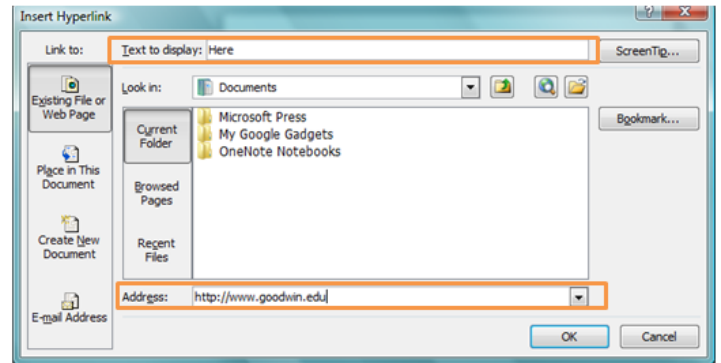 Insert Hyperlink
Link to:
Text to display: Here
ScreenTip...
Existing File or
Web Page
Look in: Documents
Bookmark...
Current
Folder
Microsoft Press
My Google Gadgets
OneNote Notebooks
Place in This
Document
Browsed
Pages
Create New
Document
Recent
Files
E-mail Address
Address: http://www.goodwin.edu
OK
Cancel